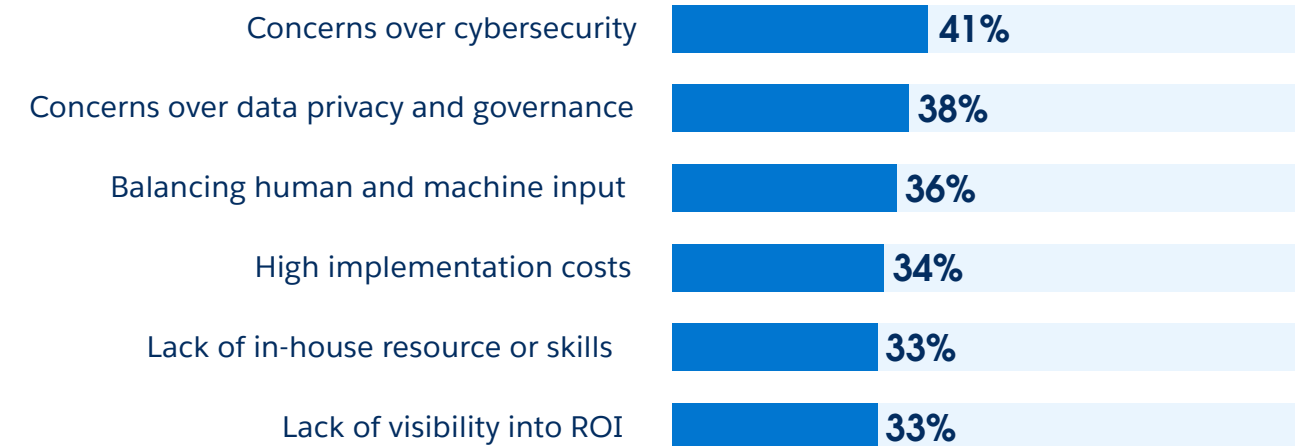 Concerns over cybersecurity 41%
Concerns over data privacy and governance 38%
Balancing human and machine input 36%
High implementation costs 34%
Lack of in-house resource or skills 33%
Lack of visibility into ROI 33%